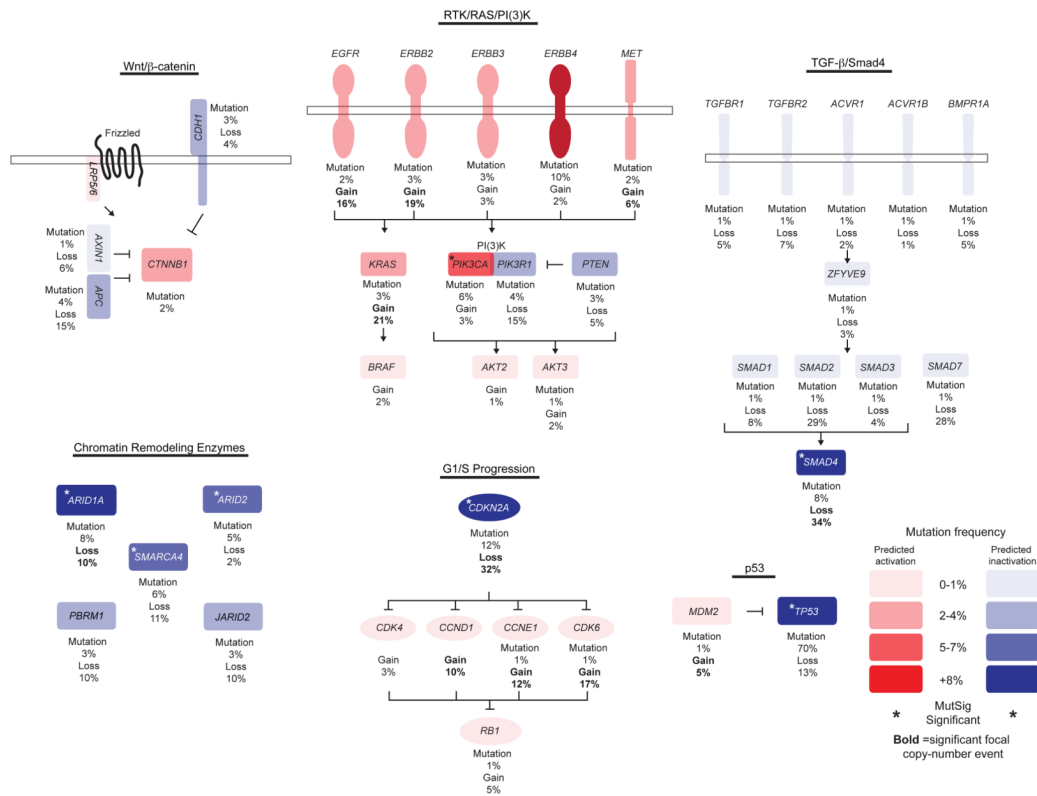 RTK/RAS/PI(3)K
EGFR
ERBB2
ERBB3
ERBB4
MET
Mutation
2%
Gain
16%
Mutation
3%
Gain
19%
Mutation
3%
Gain
3%
Mutation
10%
Gain
2%
Mutation
2%
Gain
6%
KRAS
Mutation
3%
Gain
21%
PI(3)K
*PIK3CA
Mutation
6%
Gain
3%
PIK3R1
Mutation
4%
Loss
15%
PTEN
Mutation
3%
Loss
5%
BRAF
Gain
2%
AKT2
Gain
1%
AKT3
Mutation
1%
Gain
2%
Wnt/β-catenin
Frizzled
LRP5/6
CDH1
Mutation
3%
Loss
4%
Mutation
1%
Loss
6%
AXIN1
Mutation
4%
Loss
15%
APC
CTNNB1
Mutation
2%
TGF-β/Smad4
TGFBR1
TGFBR2
ACVR1
ACVR1B
BMPR1A
Mutation
1%
Loss
5%
Mutation
1%
Loss
7%
Mutation
1%
Loss
2%
Mutation
1%
Loss
1%
Mutation
1%
Loss
5%
ZFYVE9
Mutation
1%
Loss
3%
SMAD1
Mutation
1%
Loss
8%
SMAD2
Mutation
1%
Loss
29%
SMAD3
Mutation
1%
Loss
4%
SMAD7
Mutation
1%
Loss
28%
*SMAD4
Mutation
8%
Loss
34%
Chromatin Remodeling Enzymes
*ARID1A
Mutation
8%
Loss
10%
*ARID2
Mutation
5%
Loss
2%
*SMARCA4
Mutation
6%
Loss
11%
PBRM1
Mutation
3%
Loss
10%
JARID2
Mutation
3%
Loss
10%
G1/S Progression
*CDKN2A
Mutation
12%
Loss
32%
CDK4
Gain
3%
CCND1
Gain
10%
CCNE1
Mutation
1%
Gain
12%
CDK6
Mutation
1%
Gain
17%
RB1
Mutation
1%
Gain
5%
p53
MDM2
Mutation
1%
Gain
5%
*TP53
Mutation
70%
Loss
13%
Mutation frequency
Predicted
activation
Predicted
inactivation
0-1%
2-4%
5-7%
+8%
* MutSig *
Significant
Bold =significant focal
copy-number event